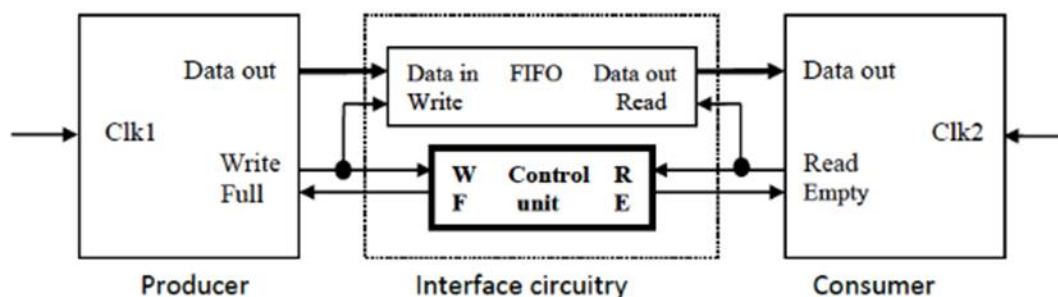 Data out
Clk1
Write
Full
Producer
Data in FIFO Data out
Write Read
W Control R
F unit E
Interface circuitry
Data out
Clk2
Read
Empty
Consumer